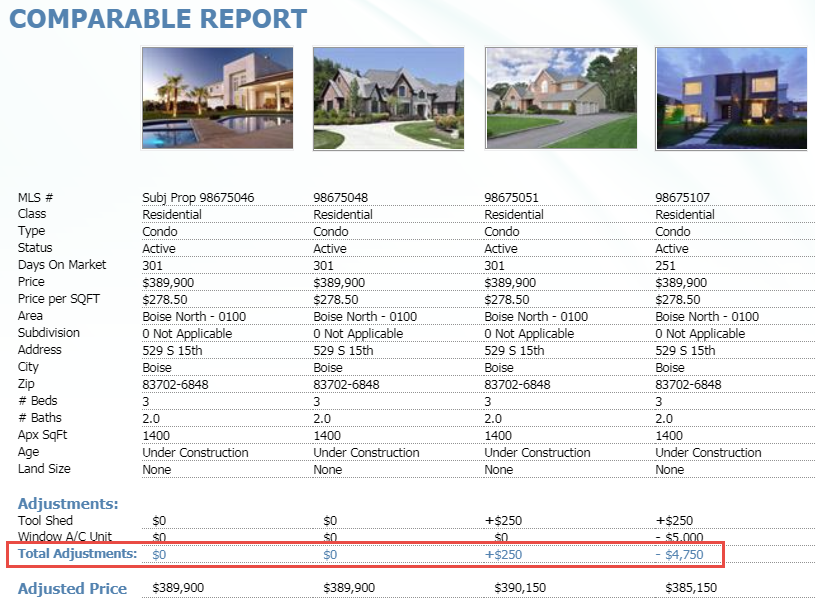 COMPARABLE REPORT
MLS # Subj Prop 98675046 98675048 98675051 98675107
Class Residential Residential Residential Residential
Type Condo Condo Condo Condo
Status Active Active Active Active
Days On Market 301 301 301 251
Price $389,900 $389,900 $389,900 $389,900
Price per SQFT $278.50 $278.50 $278.50 $278.50
Area Boise North - 0100 Boise North - 0100 Boise North - 0100 Boise North - 0100
Subdivision 0 Not Applicable 0 Not Applicable 0 Not Applicable 0 Not Applicable
Address 529 S 15th 529 S 15th 529 S 15th 529 S 15th
City Boise Boise Boise Boise
Zip 83702-6848 83702-6848 83702-6848 83702-6848
# Beds 3 3 3 3
# Baths 2.0 2.0 2.0 2.0
Apx SqFt 1400 1400 1400 1400
Age Under Construction Under Construction Under Construction Under Construction
Land Size None None None None
Adjustments:
Tool Shed $0 $0 +$250 +$250
Window A/C Unit $0 $0 $0 - $5,000
Total Adjustments: $0 $0 +$250 - $4,750
Adjusted Price $389,900 $389,900 $390,150 $385,150